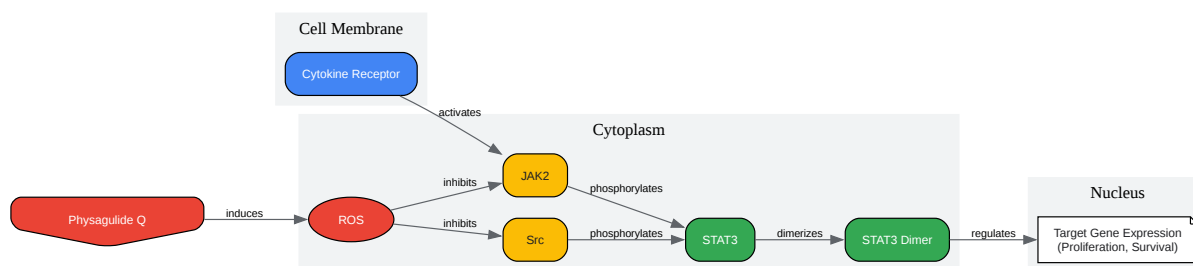 Cell Membrane
Cytokine Receptor
activates
Cytoplasm
Physagulide Q
induces
ROS
inhibits
JAK2
phosphorylates
inhibits
Src
phosphorylates
STAT3
dimerizes
STAT3 Dimer
regulates
Nucleus
Target Gene Expression
(Proliferation, Survival)